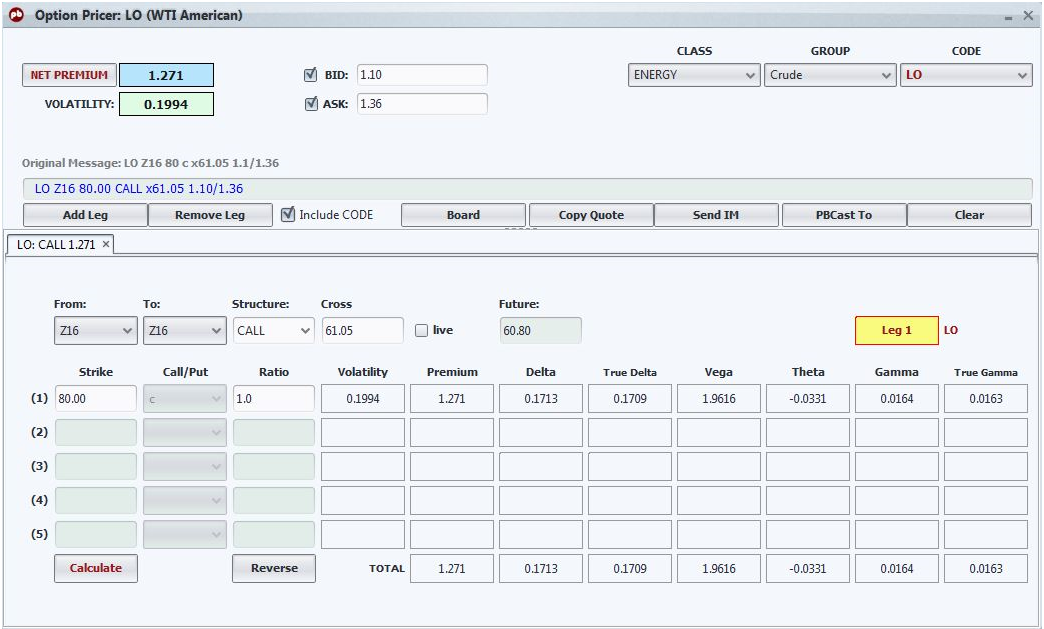 pb Option Pricer: LO (WTI American)
CLASS GROUP CODE
NET PREMIUM 1.271 BID: 1.10 ENERGY Crude LO
VOLATILITY: 0.1994 ASK: 1.36
Original Message: LO Z16 80 c x61.05 1.1/1.36
LO Z16 80.00 CALL x61.05 1.10/1.36
Add Leg Remove Leg Include CODE Board Copy Quote Send IM PBCast To Clear
LO: CALL 1.271 ×
From: To: Structure: Cross Future:
Z16 Z16 CALL 61.05 live 60.80 Leg 1 LO
Strike Call/Put Ratio Volatility Premium Delta True Delta Vega Theta Gamma True Gamma
(1) 80.00 c 1.0 0.1994 1.271 0.1713 0.1709 1.9616 -0.0331 0.0164 0.0163
(2)
(3)
(4)
(5)
Calculate Reverse TOTAL 1.271 0.1713 0.1709 1.9616 -0.0331 0.0164 0.0163